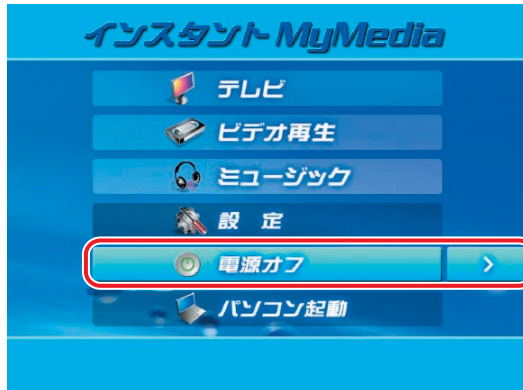 インスタント MyMedia
テレビ
ビデオ再生
ミュージック
設 定
電源オフ
パソコン起動